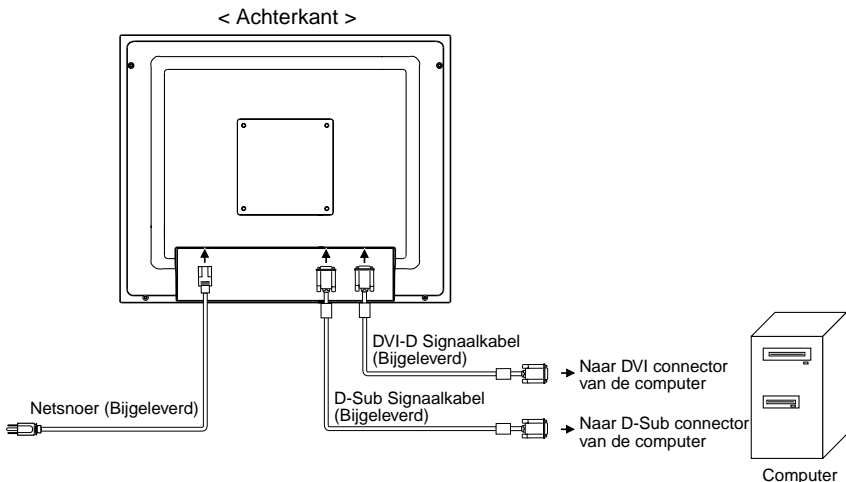 < Achterkant >
DVI-D Signaalkabel
(Bijgeleverd)
Naar DVI connector
van de computer
Netsnoer (Bijgeleverd)
D-Sub Signaalkabel
(Bijgeleverd)
Naar D-Sub connector
van de computer
Computer